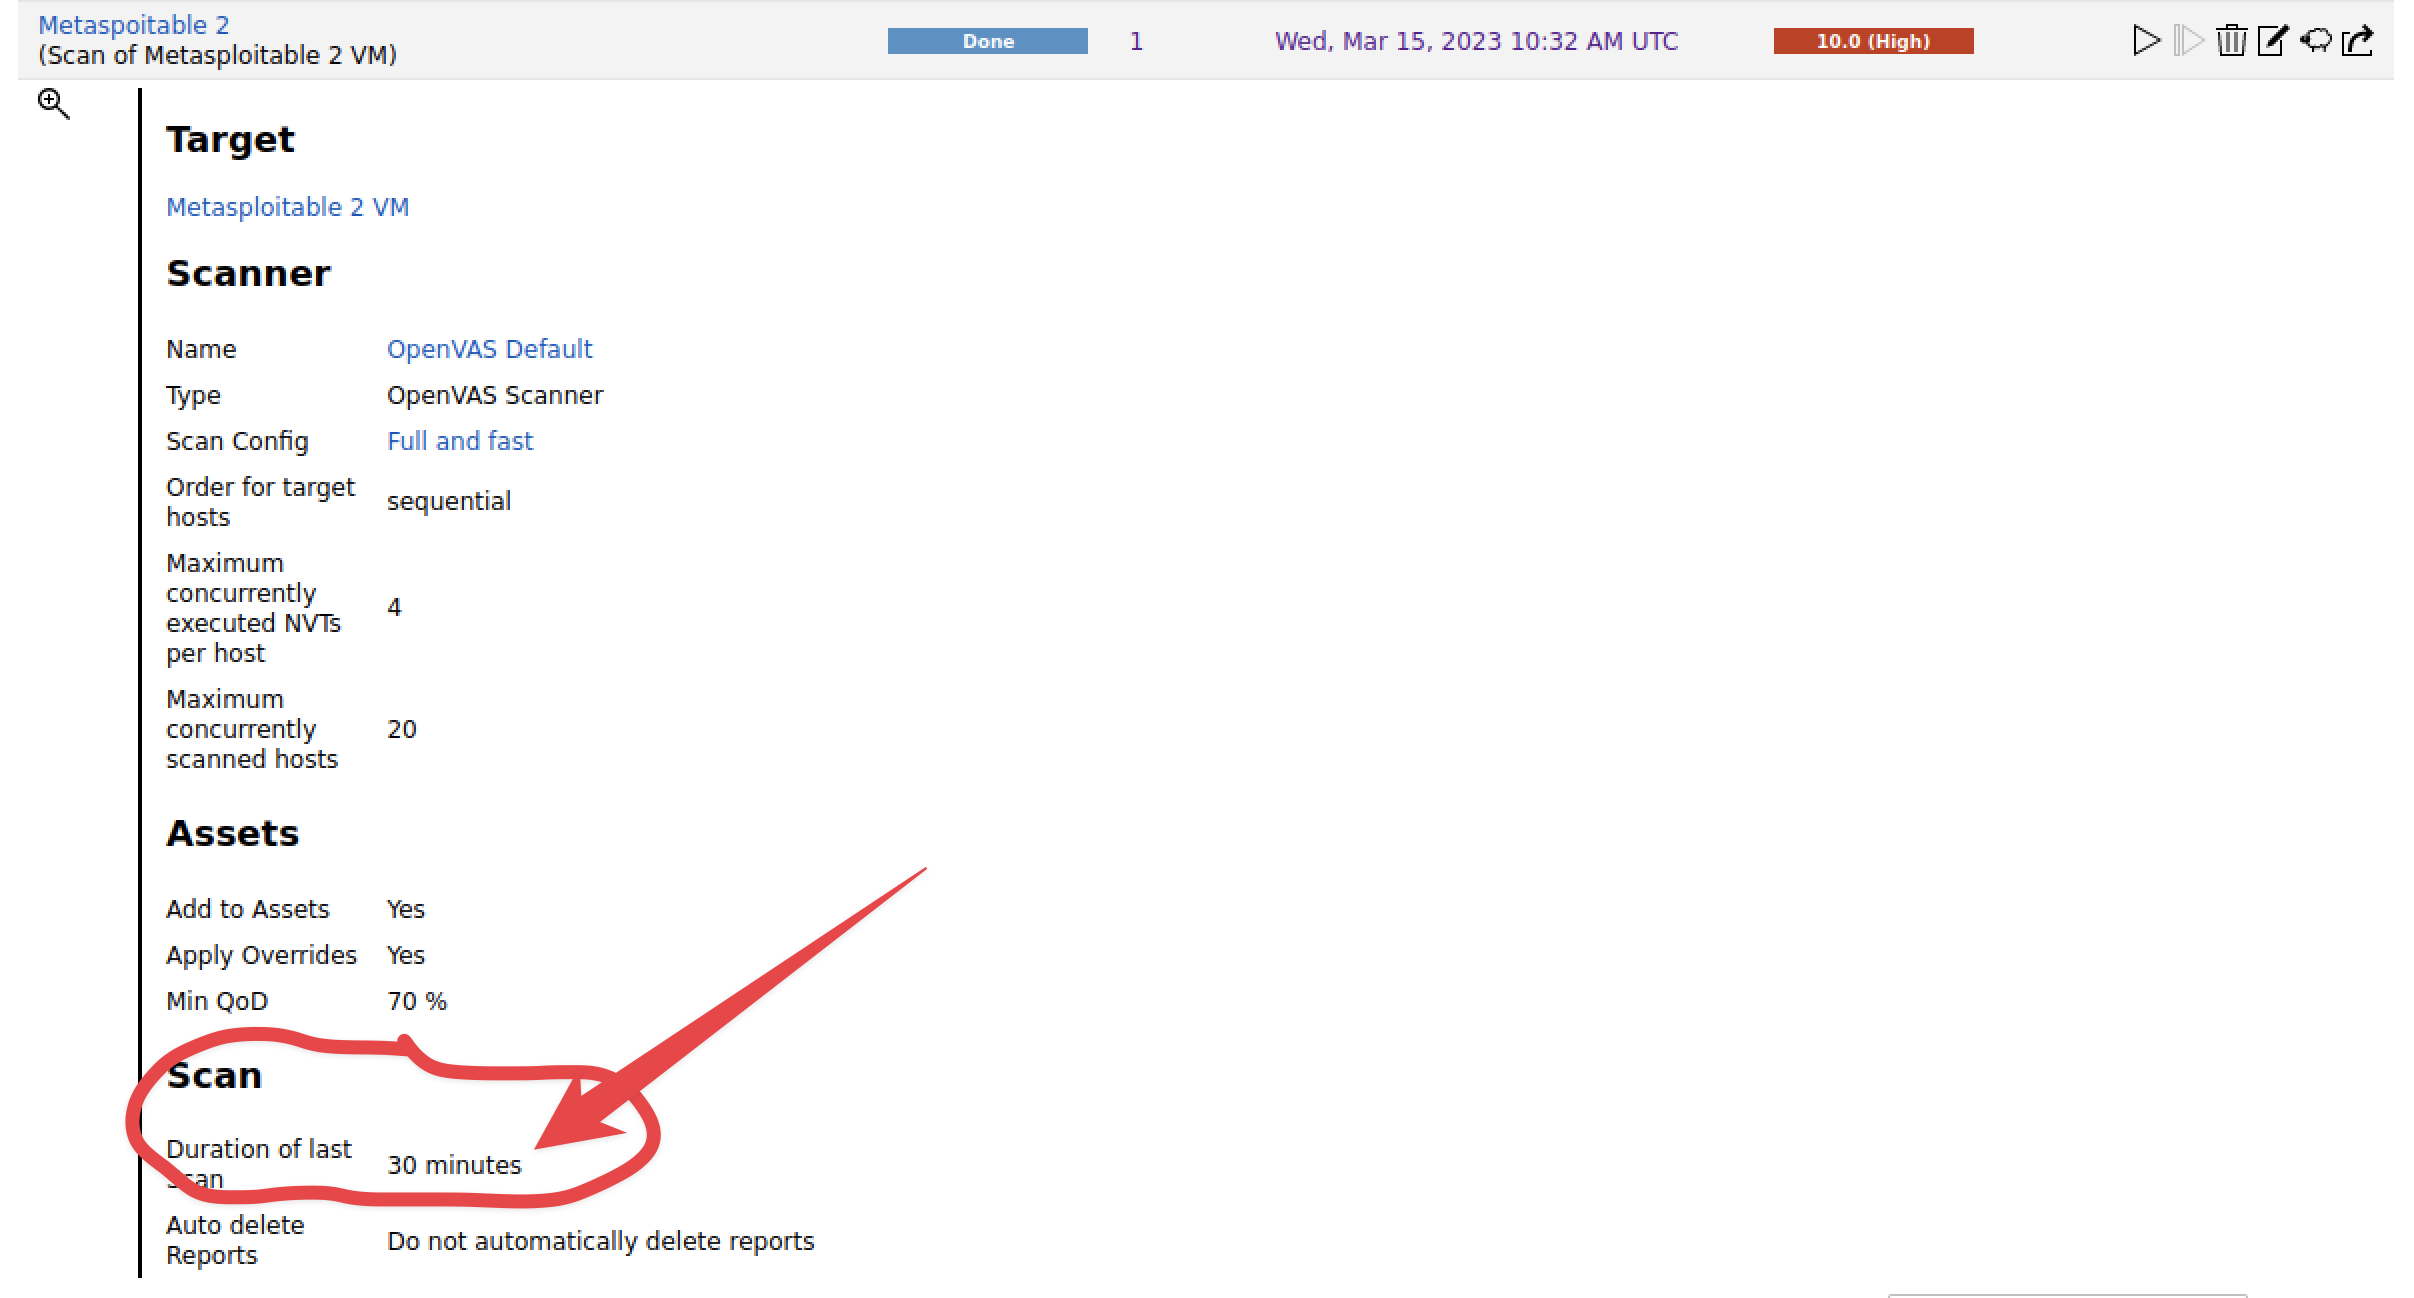 Metaspoitable 2
(Scan of Metasploitable 2 VM)
Done
1
Wed, Mar 15, 2023 10:32 AM UTC
10.0 (High)
Target
Metasploitable 2 VM
Scanner
Name OpenVAS Default
Type OpenVAS Scanner
Scan Config Full and fast
Order for target
hosts
sequential
Maximum
concurrently
executed NVTs
per host
4
Maximum
concurrently
scanned hosts
20
Assets
Add to Assets Yes
Apply Overrides Yes
Min QoD 70 %
Scan
Duration of last
Scan
30 minutes
Auto delete
Reports
Do not automatically delete reports